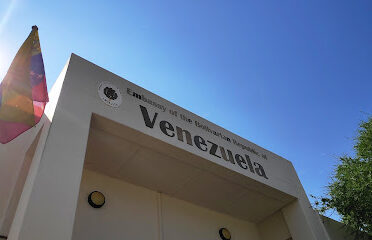 Embassy of the Bolivarian Republic of
Venezuela